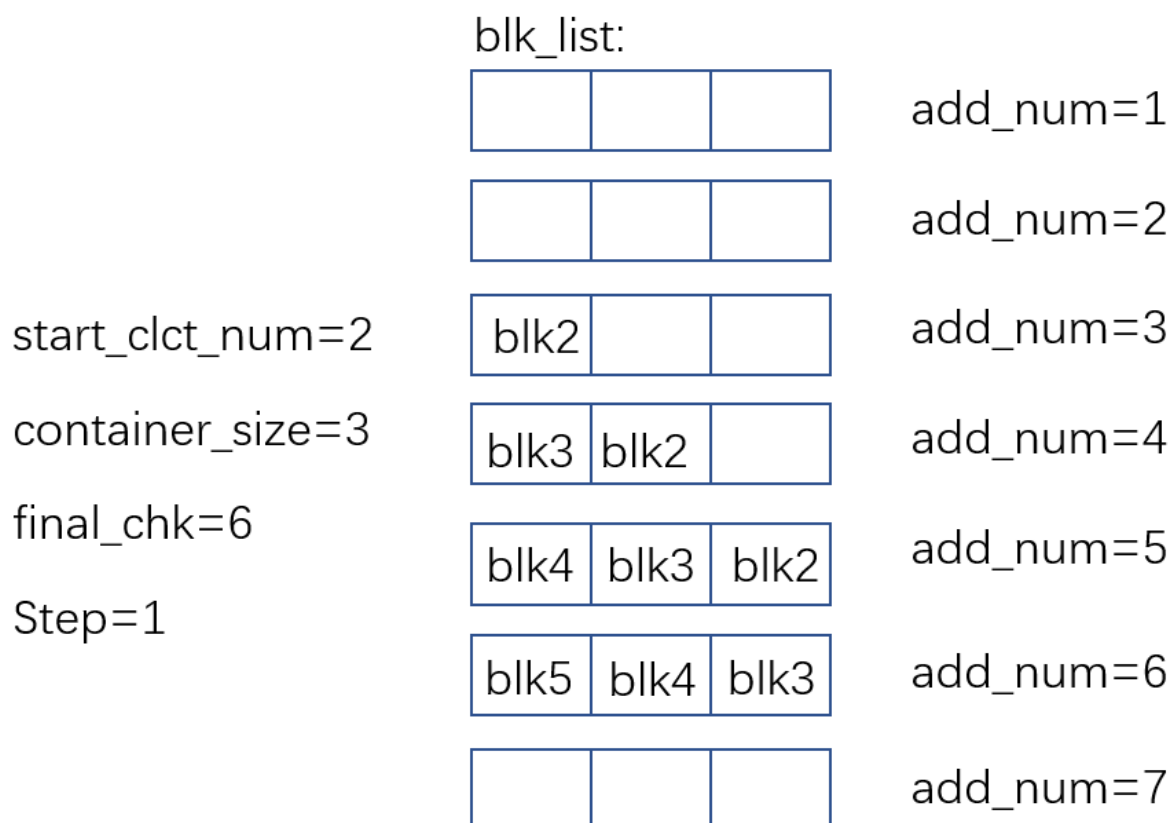 blk_list:
add_num=1
add_num=2
start_clct_num=2
blk2
add_num=3
container_size=3
blk3 blk2
add_num=4
final_chk=6
blk4 blk3 blk2
add_num=5
Step=1
blk5 blk4 blk3
add_num=6
add_num=7